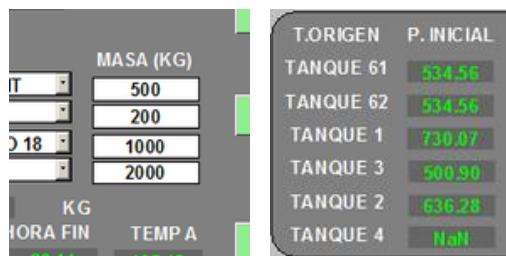 MASA (KG)
500
200
18 1000
2000
KG
HORA FIN TEMP A
T.ORIGEN P. INICIAL
TANQUE 61 534.56
TANQUE 62 534.56
TANQUE 1 730.07
TANQUE 3 500.90
TANQUE 2 636.28
TANQUE 4 NaN